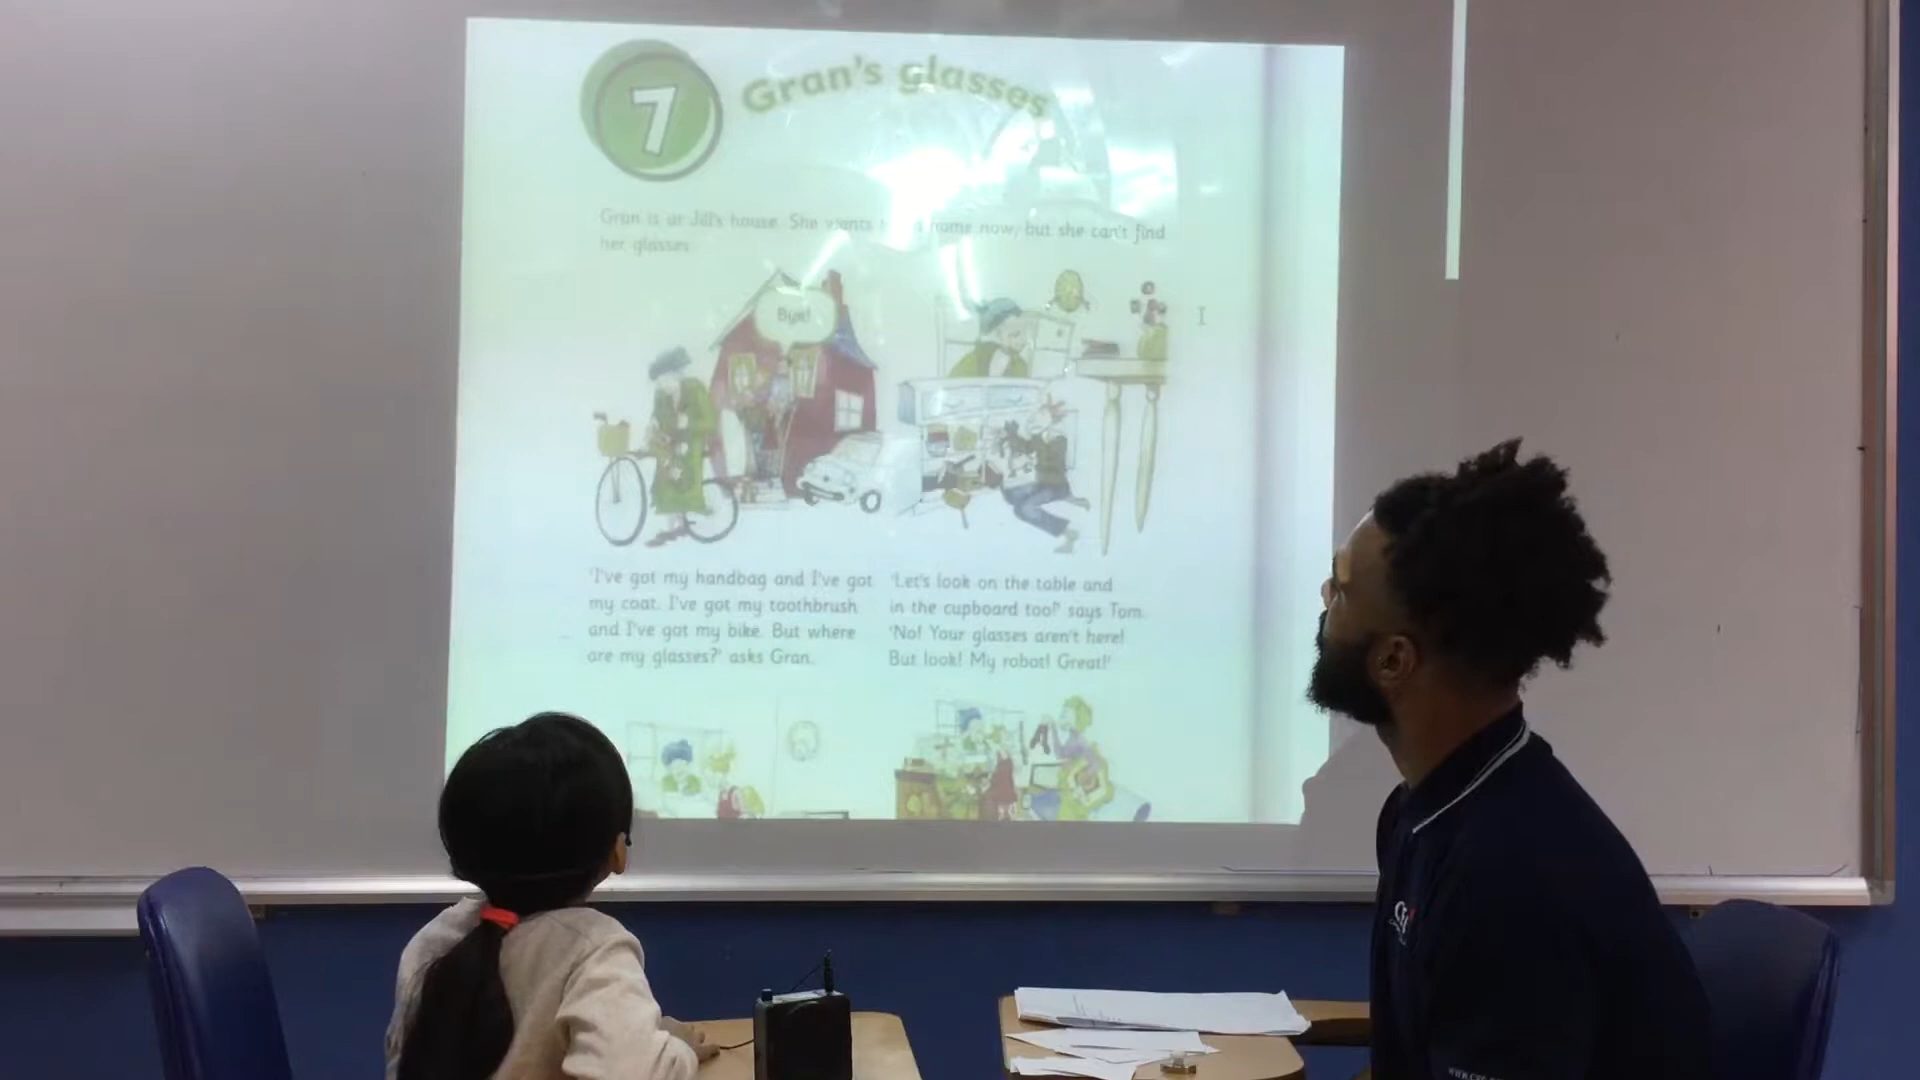 7
Gran's glasses
Gran is at Jill's house. She wants home now, but she can't find
her glasses.
Bye!
'I've got my handbag and I've got
my coat. I've got my toothbrush
and I've got my bike. But where
are my glasses?' asks Gran.
'Let's look on the table and
in the cupboard too!' says Tom.
'No! Your glasses aren't here!
But look! My robot! Great!'